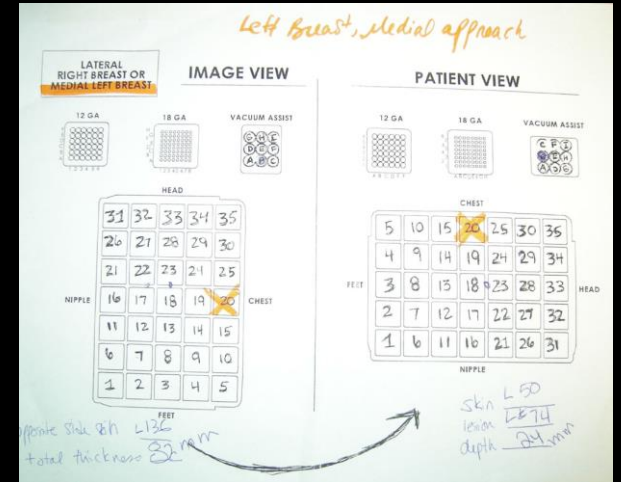 Left Breast, Medial approach
LATERAL
RIGHT BREAST OR
MEDIAL LEFT BREAST
IMAGE VIEW
PATIENT VIEW
12 GA
18 GA
VACUUM ASSIST
G H I
D E F
A B C
12 GA
18 GA
VACUUM ASSIST
C F I
B E H
A D G
HEAD
31 32 33 34 35
26 27 28 29 30
21 22 23 24 25
NIPPLE
16 17 18 19 20
CHEST
11 12 13 14 15
6 7 8 9 10
1 2 3 4 5
FEET
CHEST
5 10 15 20 25 30 35
4 9 14 19 24 29 34
FEET
3 8 13 18 23 28 33
HEAD
2 7 12 17 22 27 32
1 6 11 16 21 26 31
NIPPLE
opposite side skin L136
total thickness 82 mm
skin L 50
lesion L 74
depth 24 mm